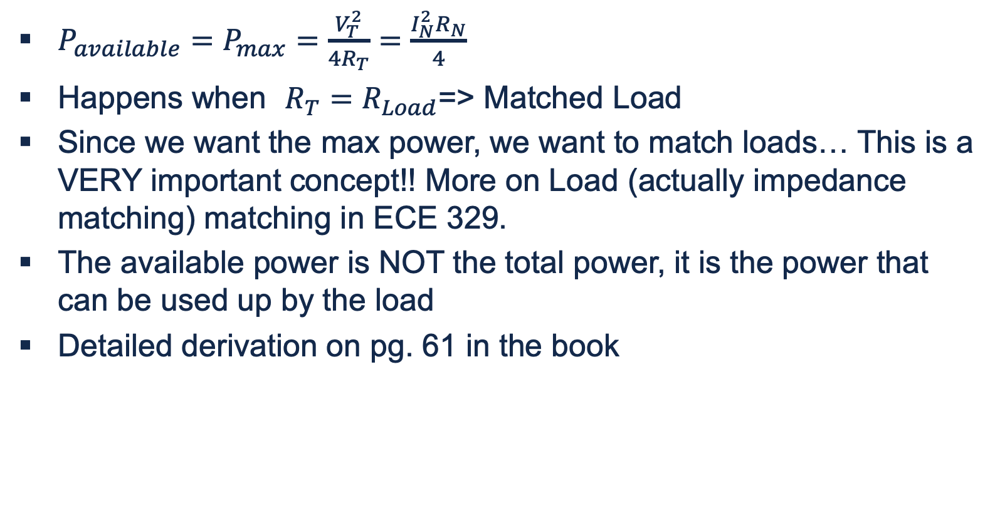 ▪ $P_{available} = P_{max} = \frac{V_T^2}{4R_T} = \frac{I_N^2 R_N}{4}$
▪ Happens when $R_T = R_{Load}$=> Matched Load
▪ Since we want the max power, we want to match loads… This is a
VERY important concept!! More on Load (actually impedance
matching) matching in ECE 329.
▪ The available power is NOT the total power, it is the power that
can be used up by the load
▪ Detailed derivation on pg. 61 in the book